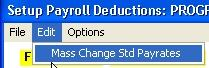 Setup Payroll Deductions: PROGR
File Edit Options
F
Mass Change Std Payrates